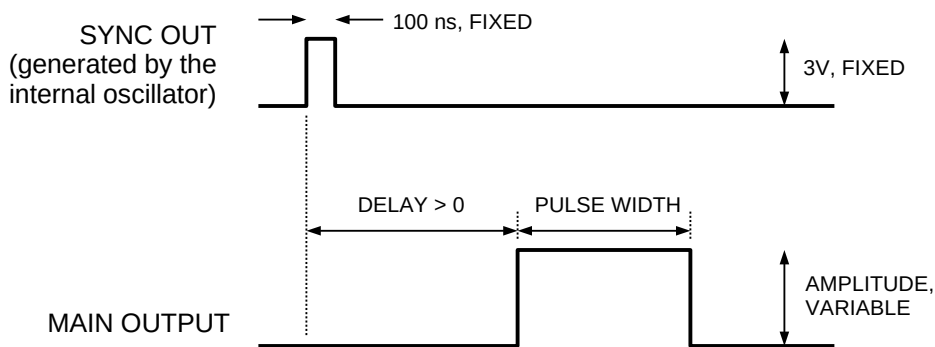 100 ns, FIXED
SYNC OUT
(generated by the
internal oscillator)
3V, FIXED
DELAY > 0
PULSE WIDTH
AMPLITUDE,
VARIABLE
MAIN OUTPUT